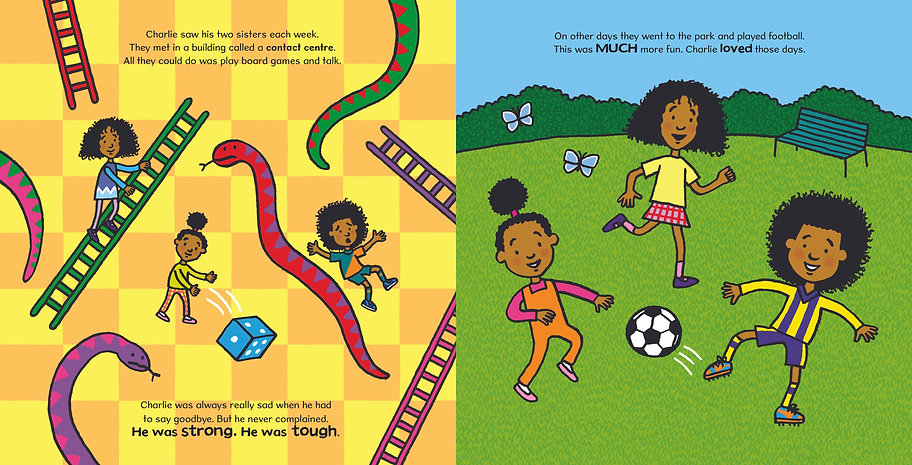 Charlie saw his two sisters each week.
They met in a building called a contact centre.
All they could do was play board games and talk.
Charlie was always really sad when he had
to say goodbye. But he never complained.
He was strong. He was tough.
On other days they went to the park and played football.
This was MUCH more fun. Charlie loved those days.